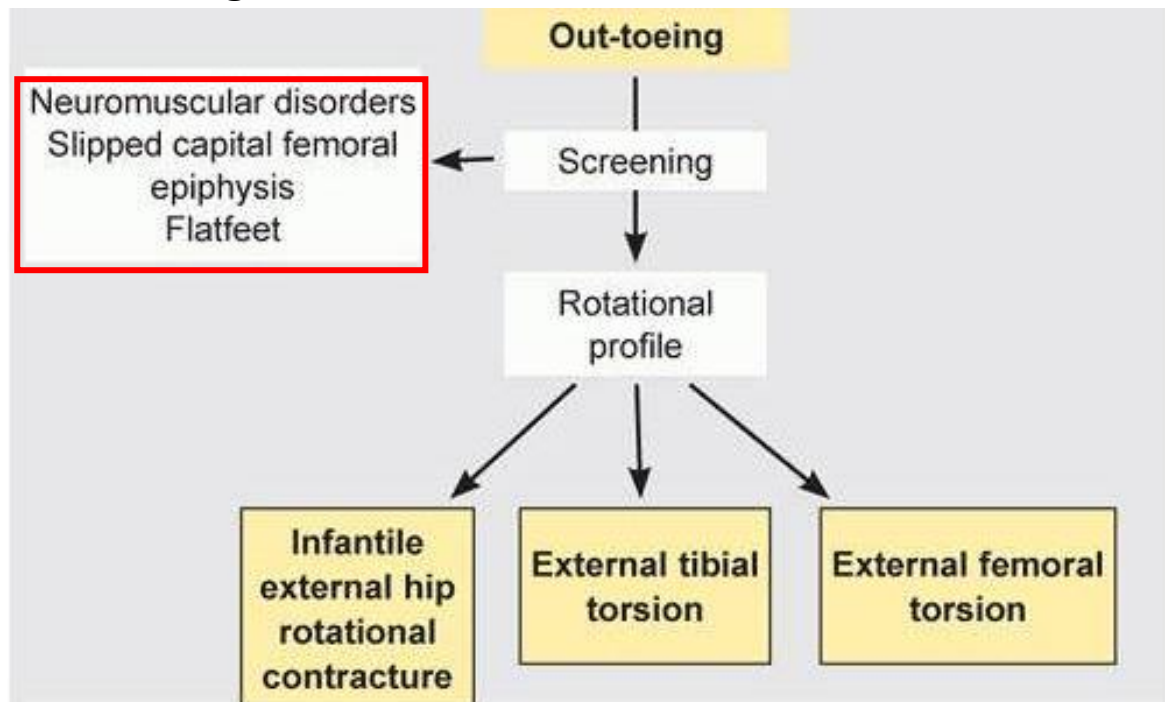 Out-toeing
Neuromuscular disorders
Slipped capital femoral
epiphysis
Flatfeet
Screening
Rotational
profile
Infantile
external hip
rotational
contracture
External tibial
torsion
External femoral
torsion